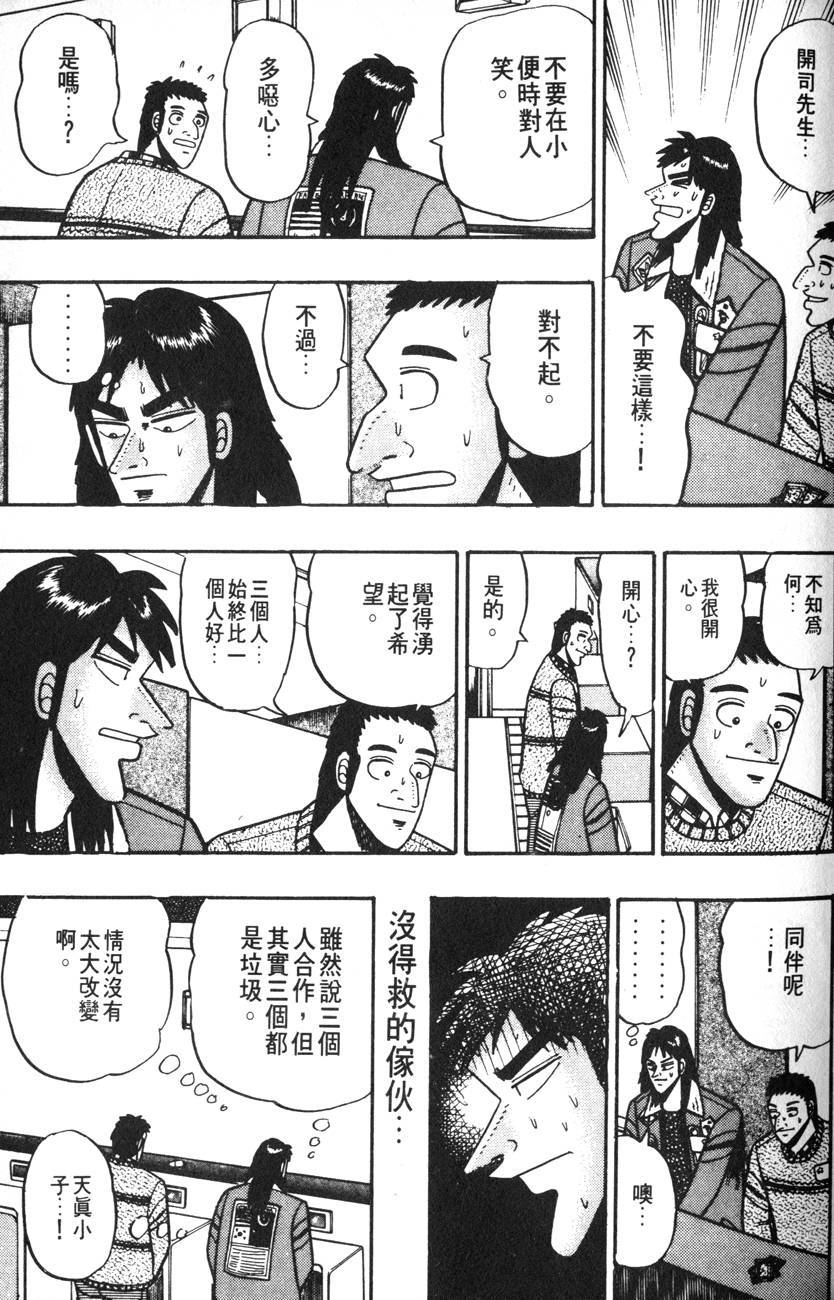 開司先生…
不要這樣…！
不要在小
便時對人
笑。
多噁心…
是嗎…？
對不起。
不過…
………
不知為
何…
我很開
心。
開心…？
是的。
覺得湧
起了希
望。
三個人…
始終比一
個人好…
同伴呢
…！
………
噢…
沒得救的傢伙…
雖然說三個
人合作，但
其實三個都
是垃圾。
情況沒有
太大改變
啊。
天真小
子…！